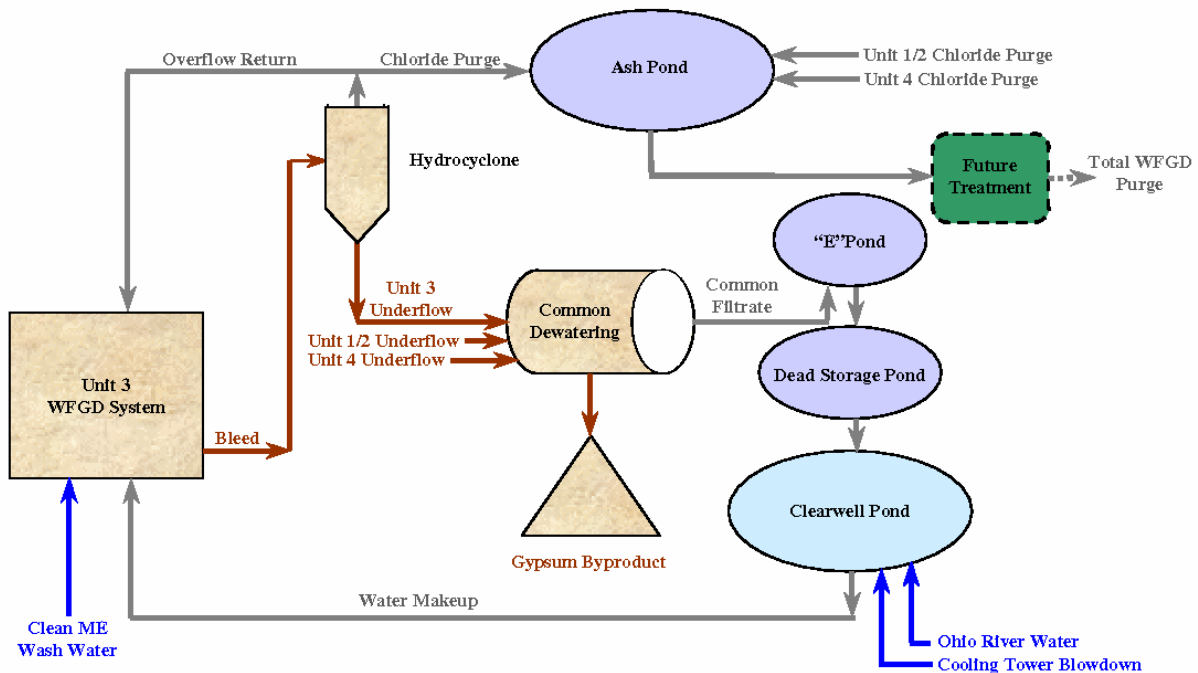 Overflow Return
Chloride Purge
Ash Pond
Unit 1/2 Chloride Purge
Unit 4 Chloride Purge
Hydrocyclone
Future
Treatment
Total WFGD
Purge
“E”Pond
Unit 3
Underflow
Common
Dewatering
Common
Filtrate
Unit 1/2 Underflow
Unit 4 Underflow
Dead Storage Pond
Unit 3
WFGD System
Bleed
Clearwell Pond
Gypsum Byproduct
Water Makeup
Clean ME
Wash Water
Ohio River Water
Cooling Tower Blowdown